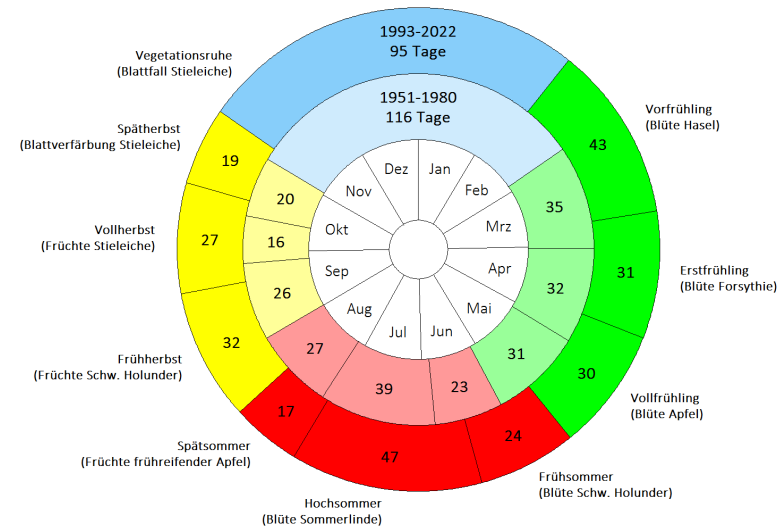 1993-2022
95 Tage
1951-1980
116 Tage
Vegetationsruhe
(Blattfall Stieleiche)
Vorfrühling
(Blüte Hasel)
43
35
Erstfrühling
(Blüte Forsythie)
31
32
Vollfrühling
(Blüte Apfel)
30
31
Frühsommer
(Blüte Schw. Holunder)
24
23
Hochsommer
(Blüte Sommerlinde)
47
39
Spätsommer
(Früchte frühreifender Apfel)
17
27
Frühherbst
(Früchte Schw. Holunder)
32
26
Vollherbst
(Früchte Stieleiche)
27
16
Spätherbst
(Blattverfärbung Stieleiche)
19
20
Jan
Feb
Mrz
Apr
Mai
Jun
Jul
Aug
Sep
Okt
Nov
Dez